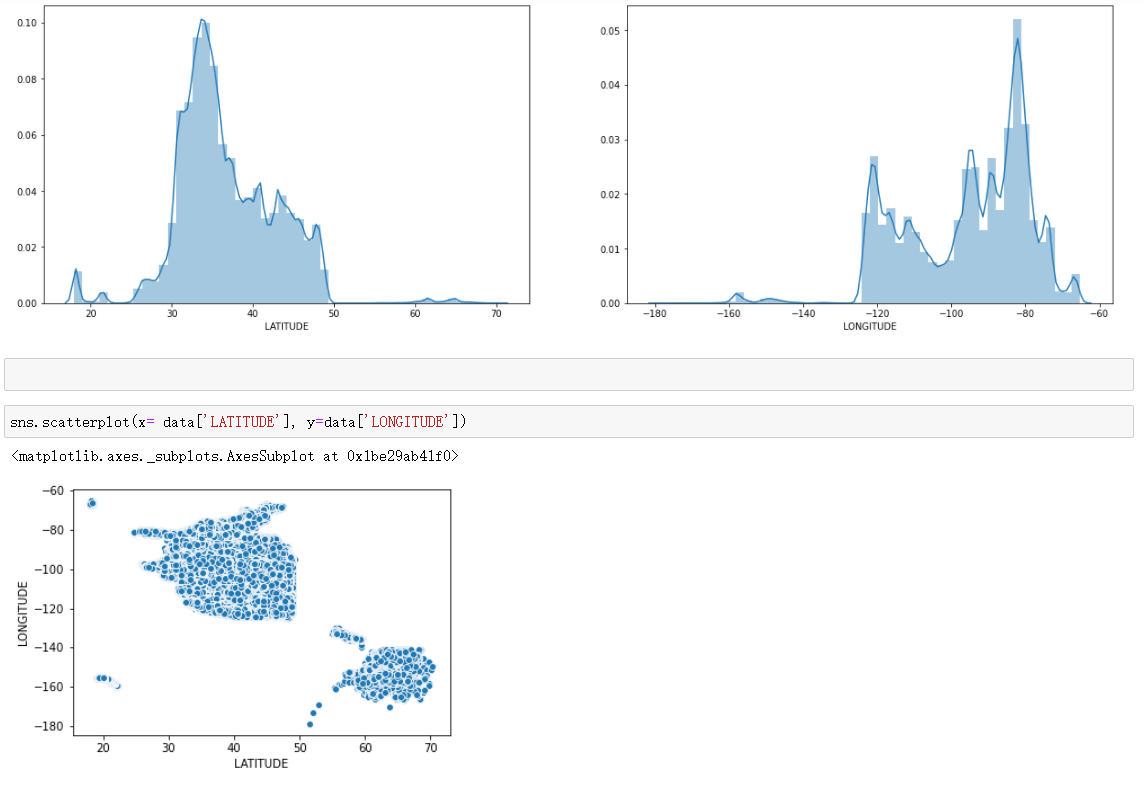 0.10
0.08
0.06
0.04
0.02
0.00
20 30 40 50 60 70
LATITUDE
0.05
0.04
0.03
0.02
0.01
0.00
−180 −160 −140 −120 −100 −80 −60
LONGITUDE
sns.scatterplot(x= data['LATITUDE'], y=data['LONGITUDE'])
<matplotlib.axes._subplots.AxesSubplot at 0x1be29ab41f0>
−60
−80
−100
−120
−140
−160
−180
LONGITUDE
20 30 40 50 60 70
LATITUDE